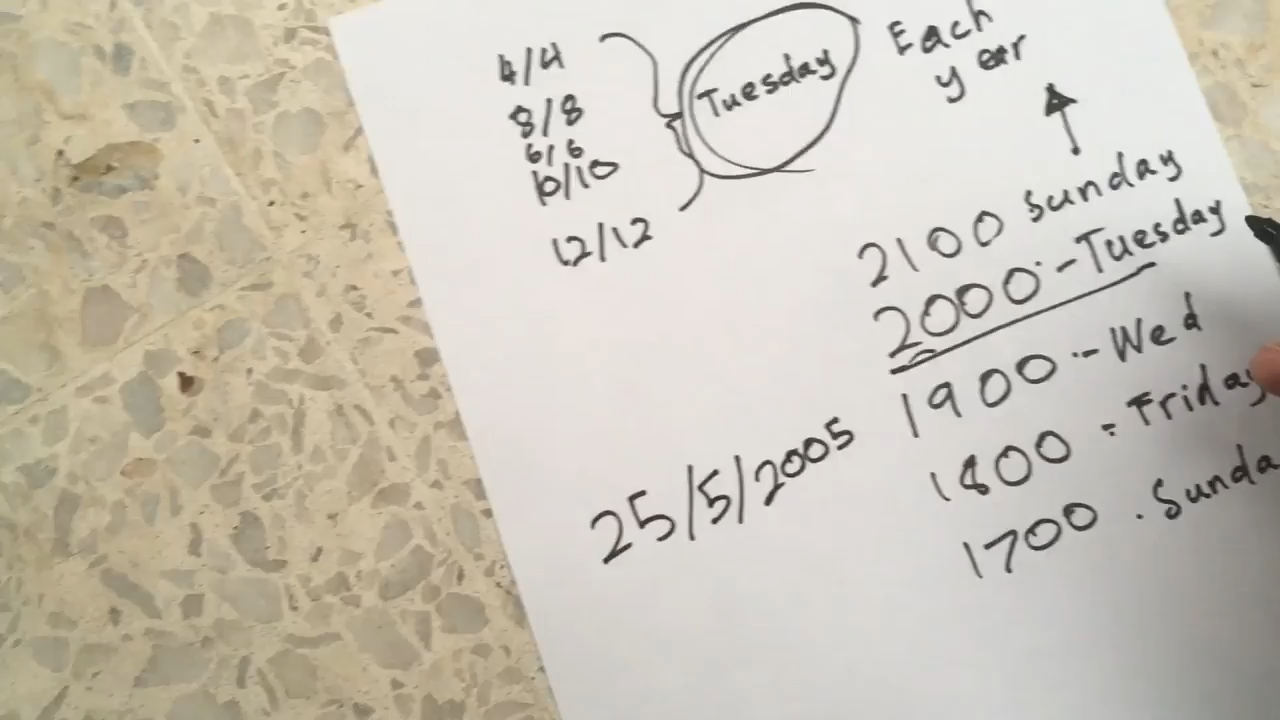 4/4
8/8
6/6
10/10
12/12
Tuesday
Each
year
2100 Sunday
2000 - Tuesday
1900 - Wed
1800 = Friday
1700 . Sunda
25/5/2005